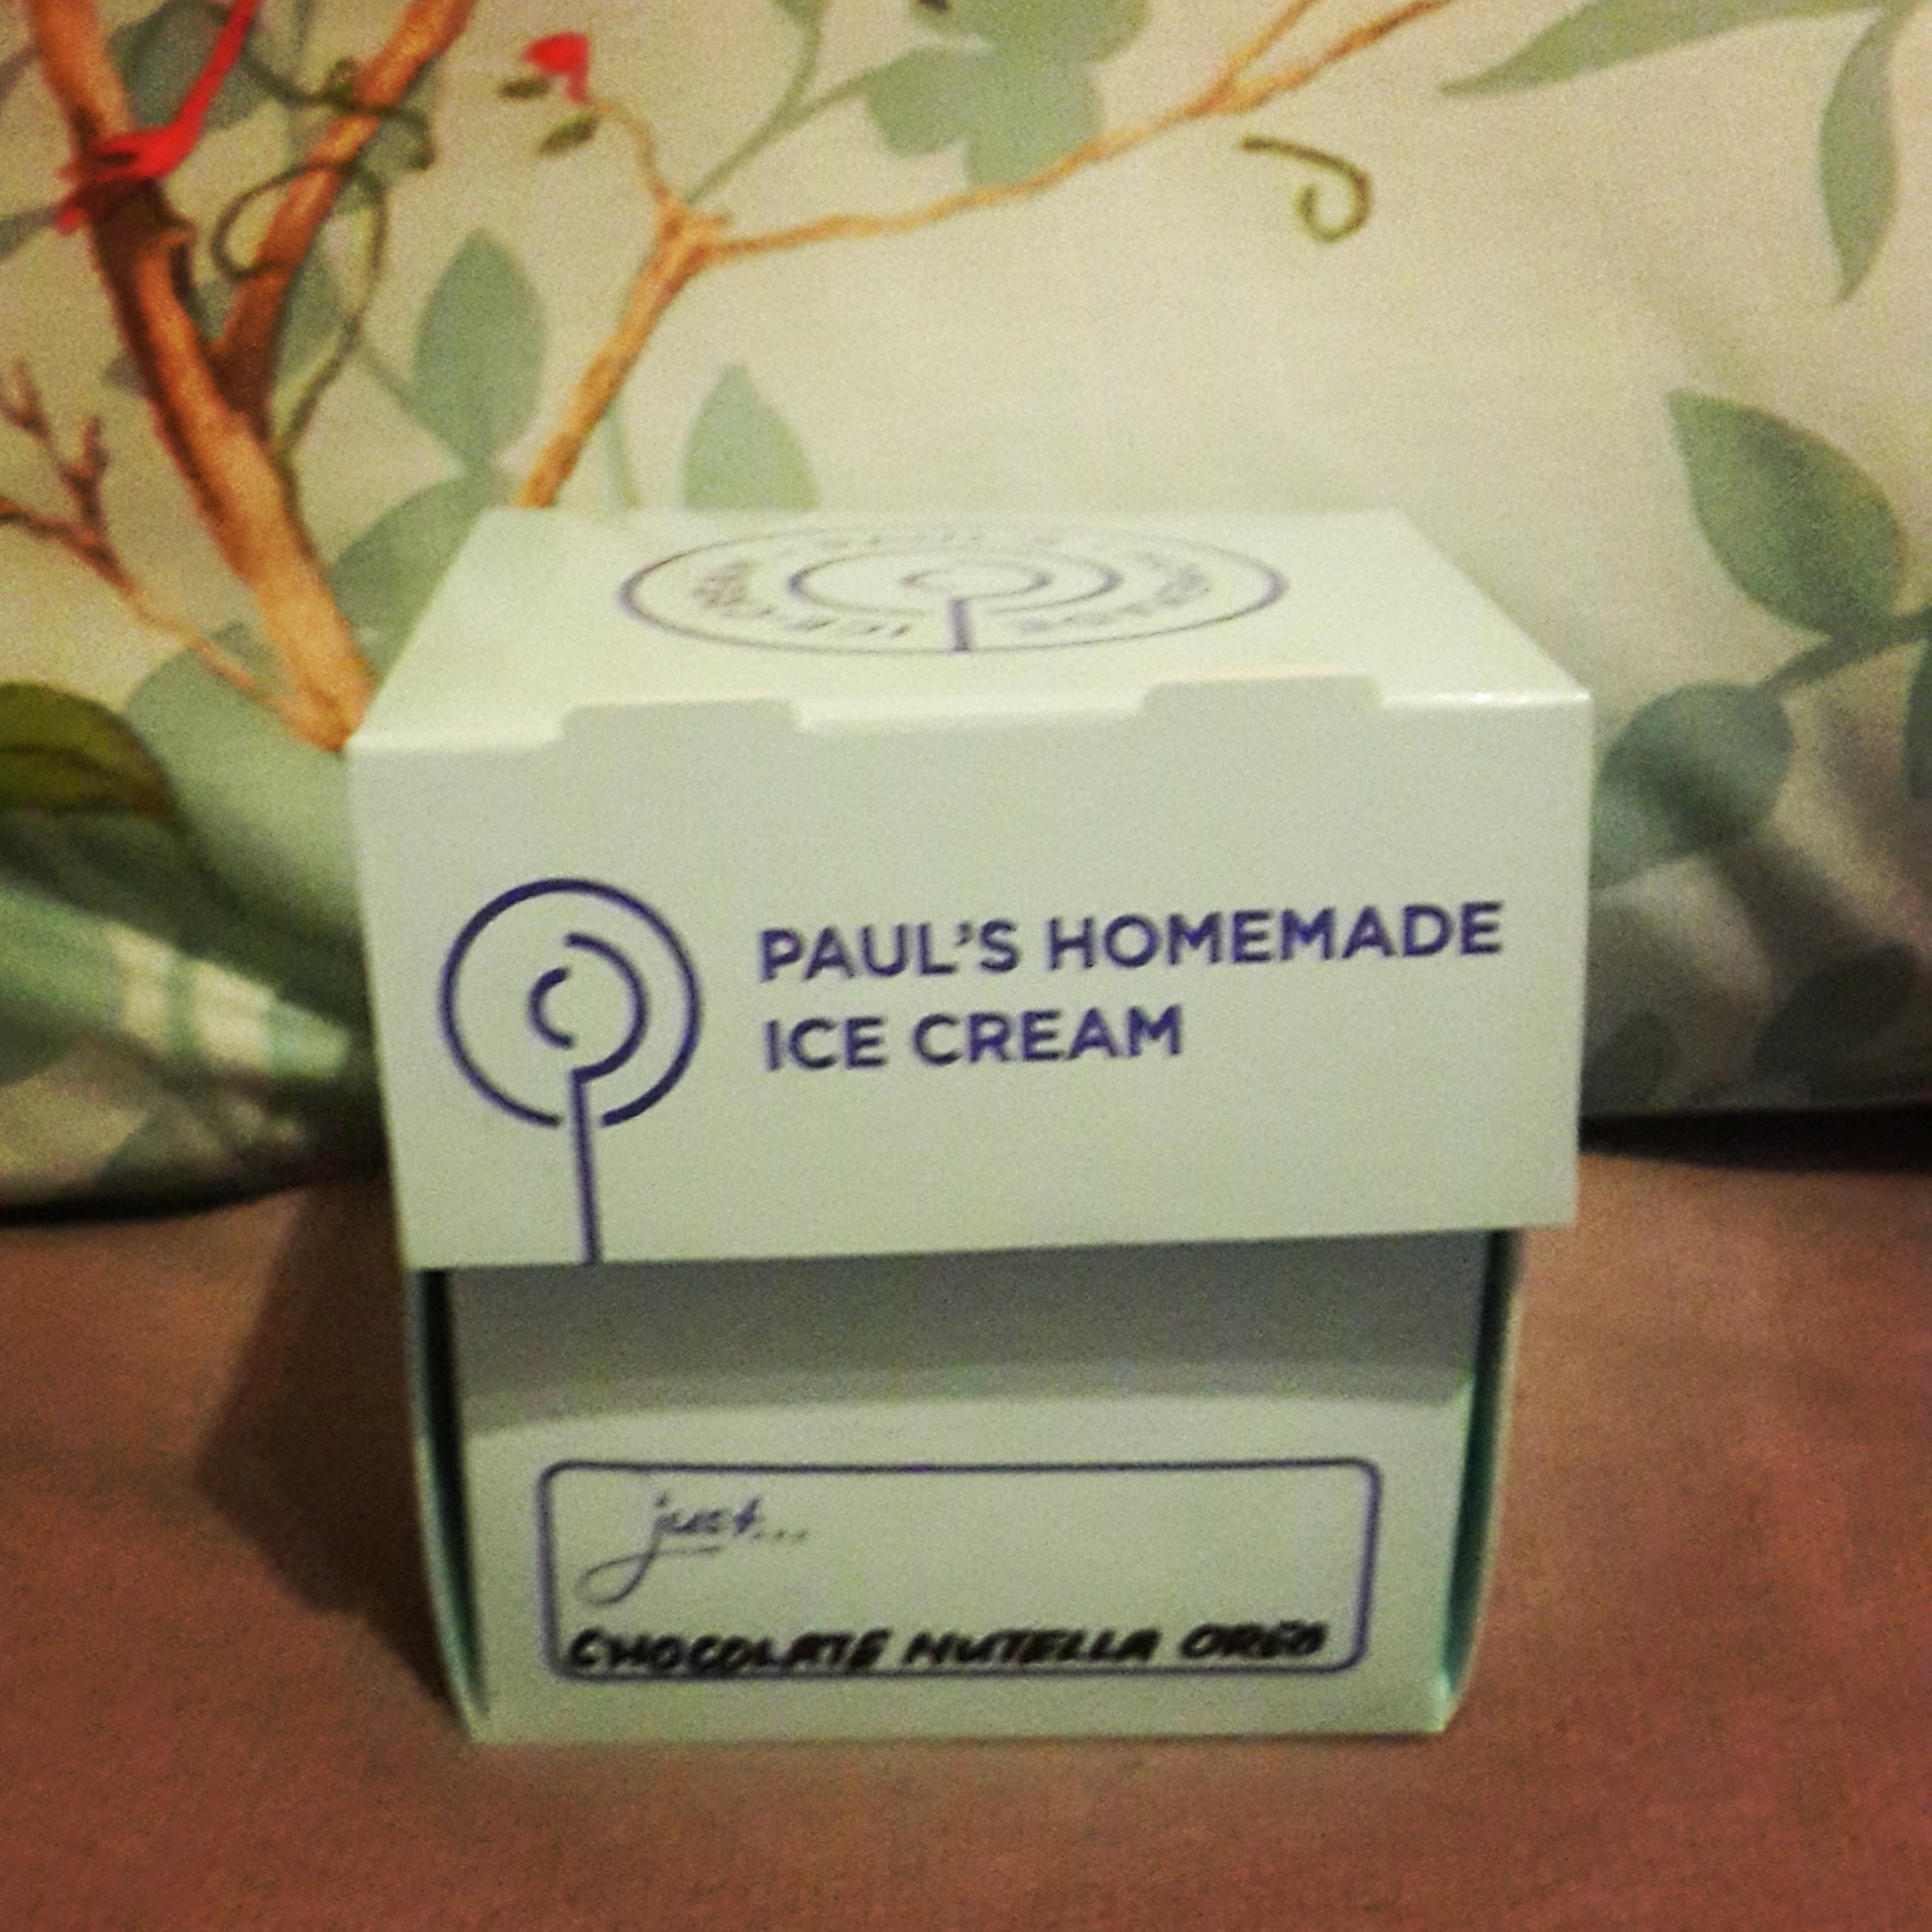 PAUL'S HOMEMADE
ICE CREAM
just...
CHOCOLATE NUTELLA OREO